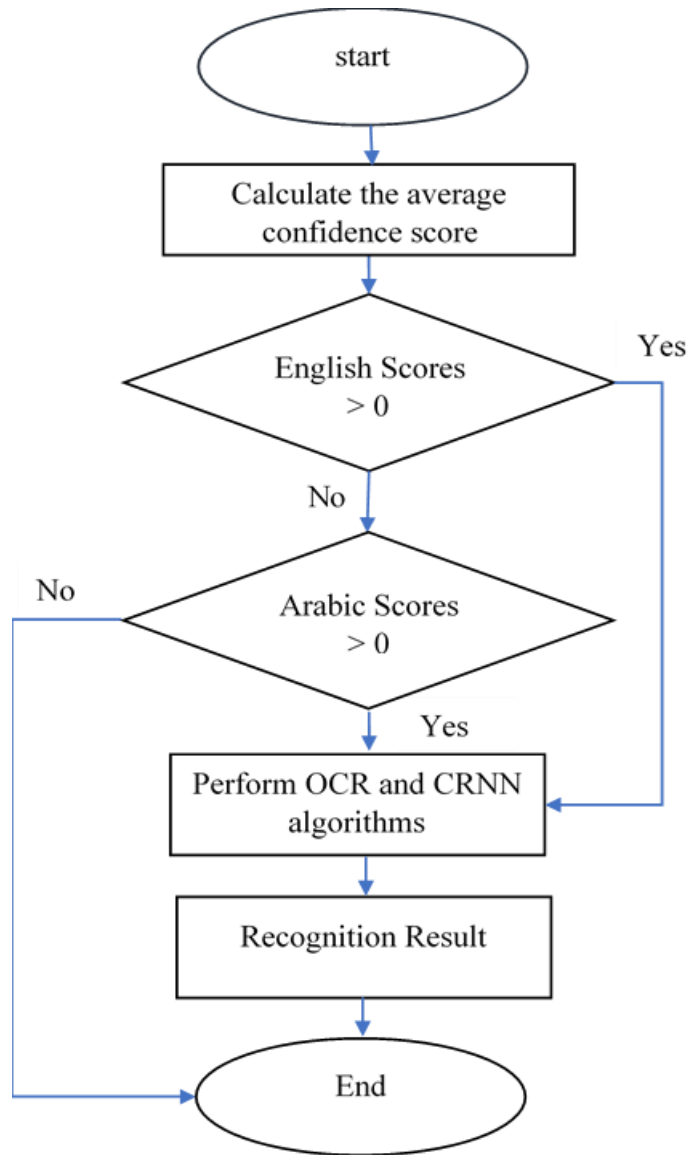 start
Calculate the average
confidence score
Yes
English Scores
> 0
No
No
Arabic Scores
> 0
Yes
Perform OCR and CRNN
algorithms
Recognition Result
End